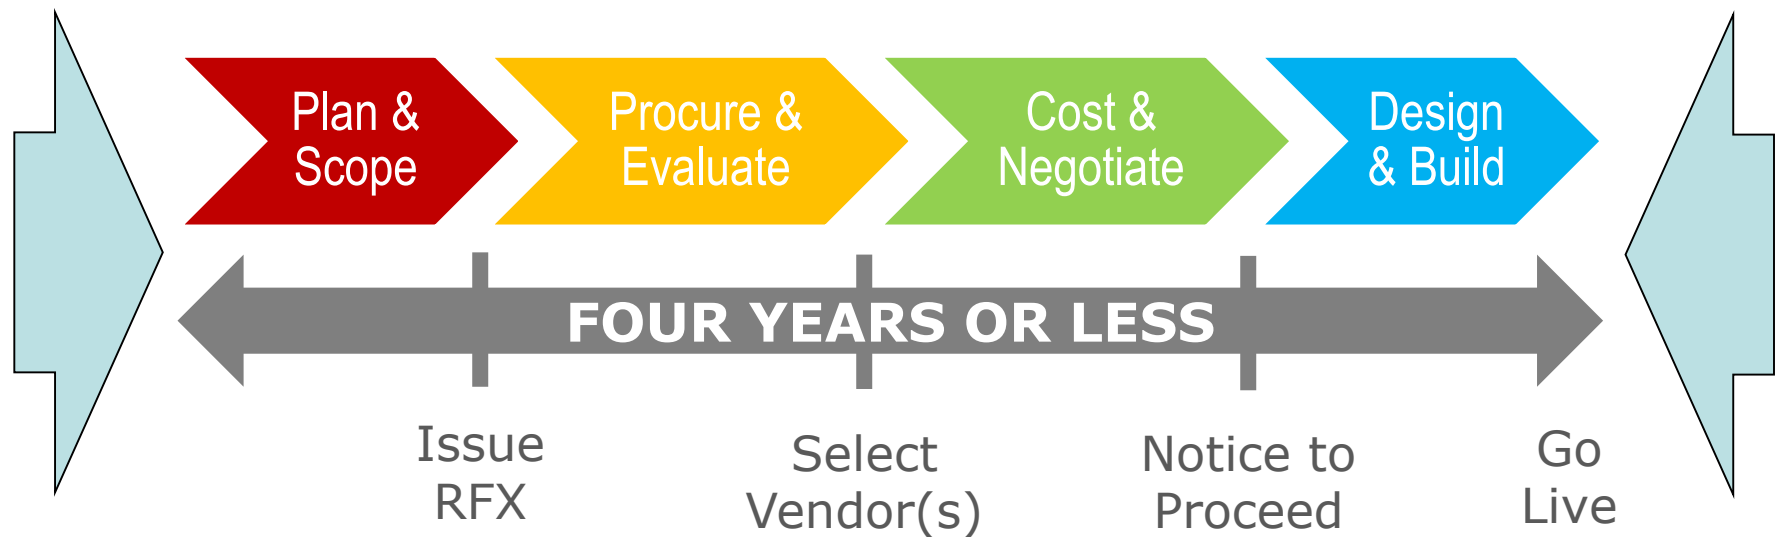 Plan &
Scope
Procure &
Evaluate
Cost &
Negotiate
Design
& Build
FOUR YEARS OR LESS
Issue
RFX
Select
Vendor(s)
Notice to
Proceed
Go
Live